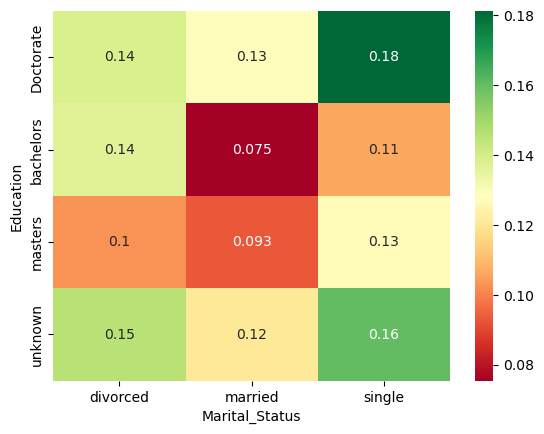 Education
Doctorate 0.14 0.13 0.18
bachelors 0.14 0.075 0.11
masters 0.1 0.093 0.13
unknown 0.15 0.12 0.16
divorced married single
Marital_Status
0.18
0.16
0.14
0.12
0.10
0.08